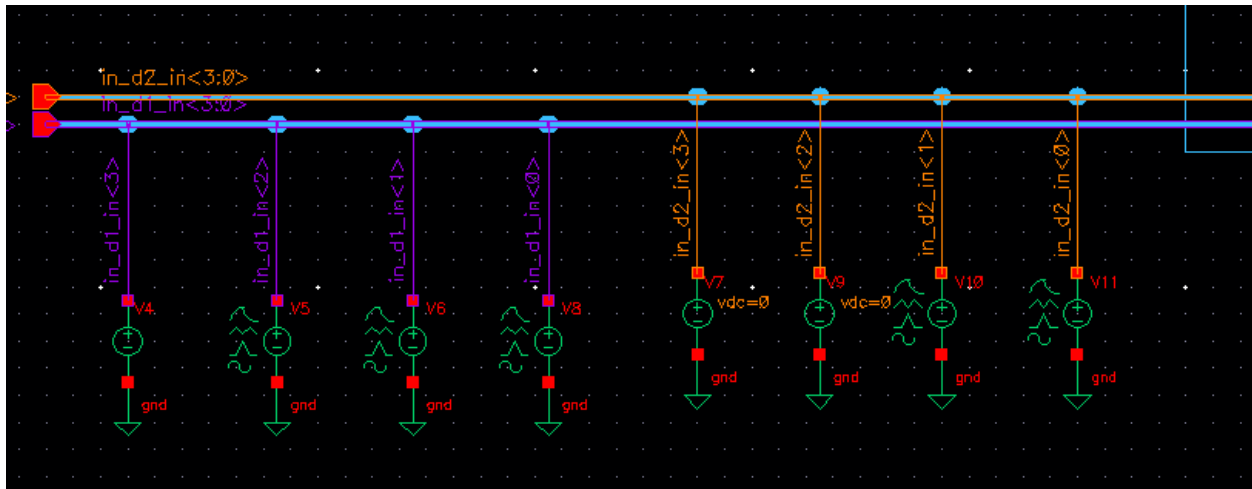 in_d2_in<3:0>
in_d1_in<3:0>
in_d1_in<3>
in_d1_in<2>
in_d1_in<1>
in_d1_in<0>
in_d2_in<3>
in_d2_in<2>
in_d2_in<1>
in_d2_in<0>
V4
V5
V6
V8
V7
V9
V10
V11
vdc=0
vdc=0
gnd
gnd
gnd
gnd
gnd
gnd
gnd
gnd